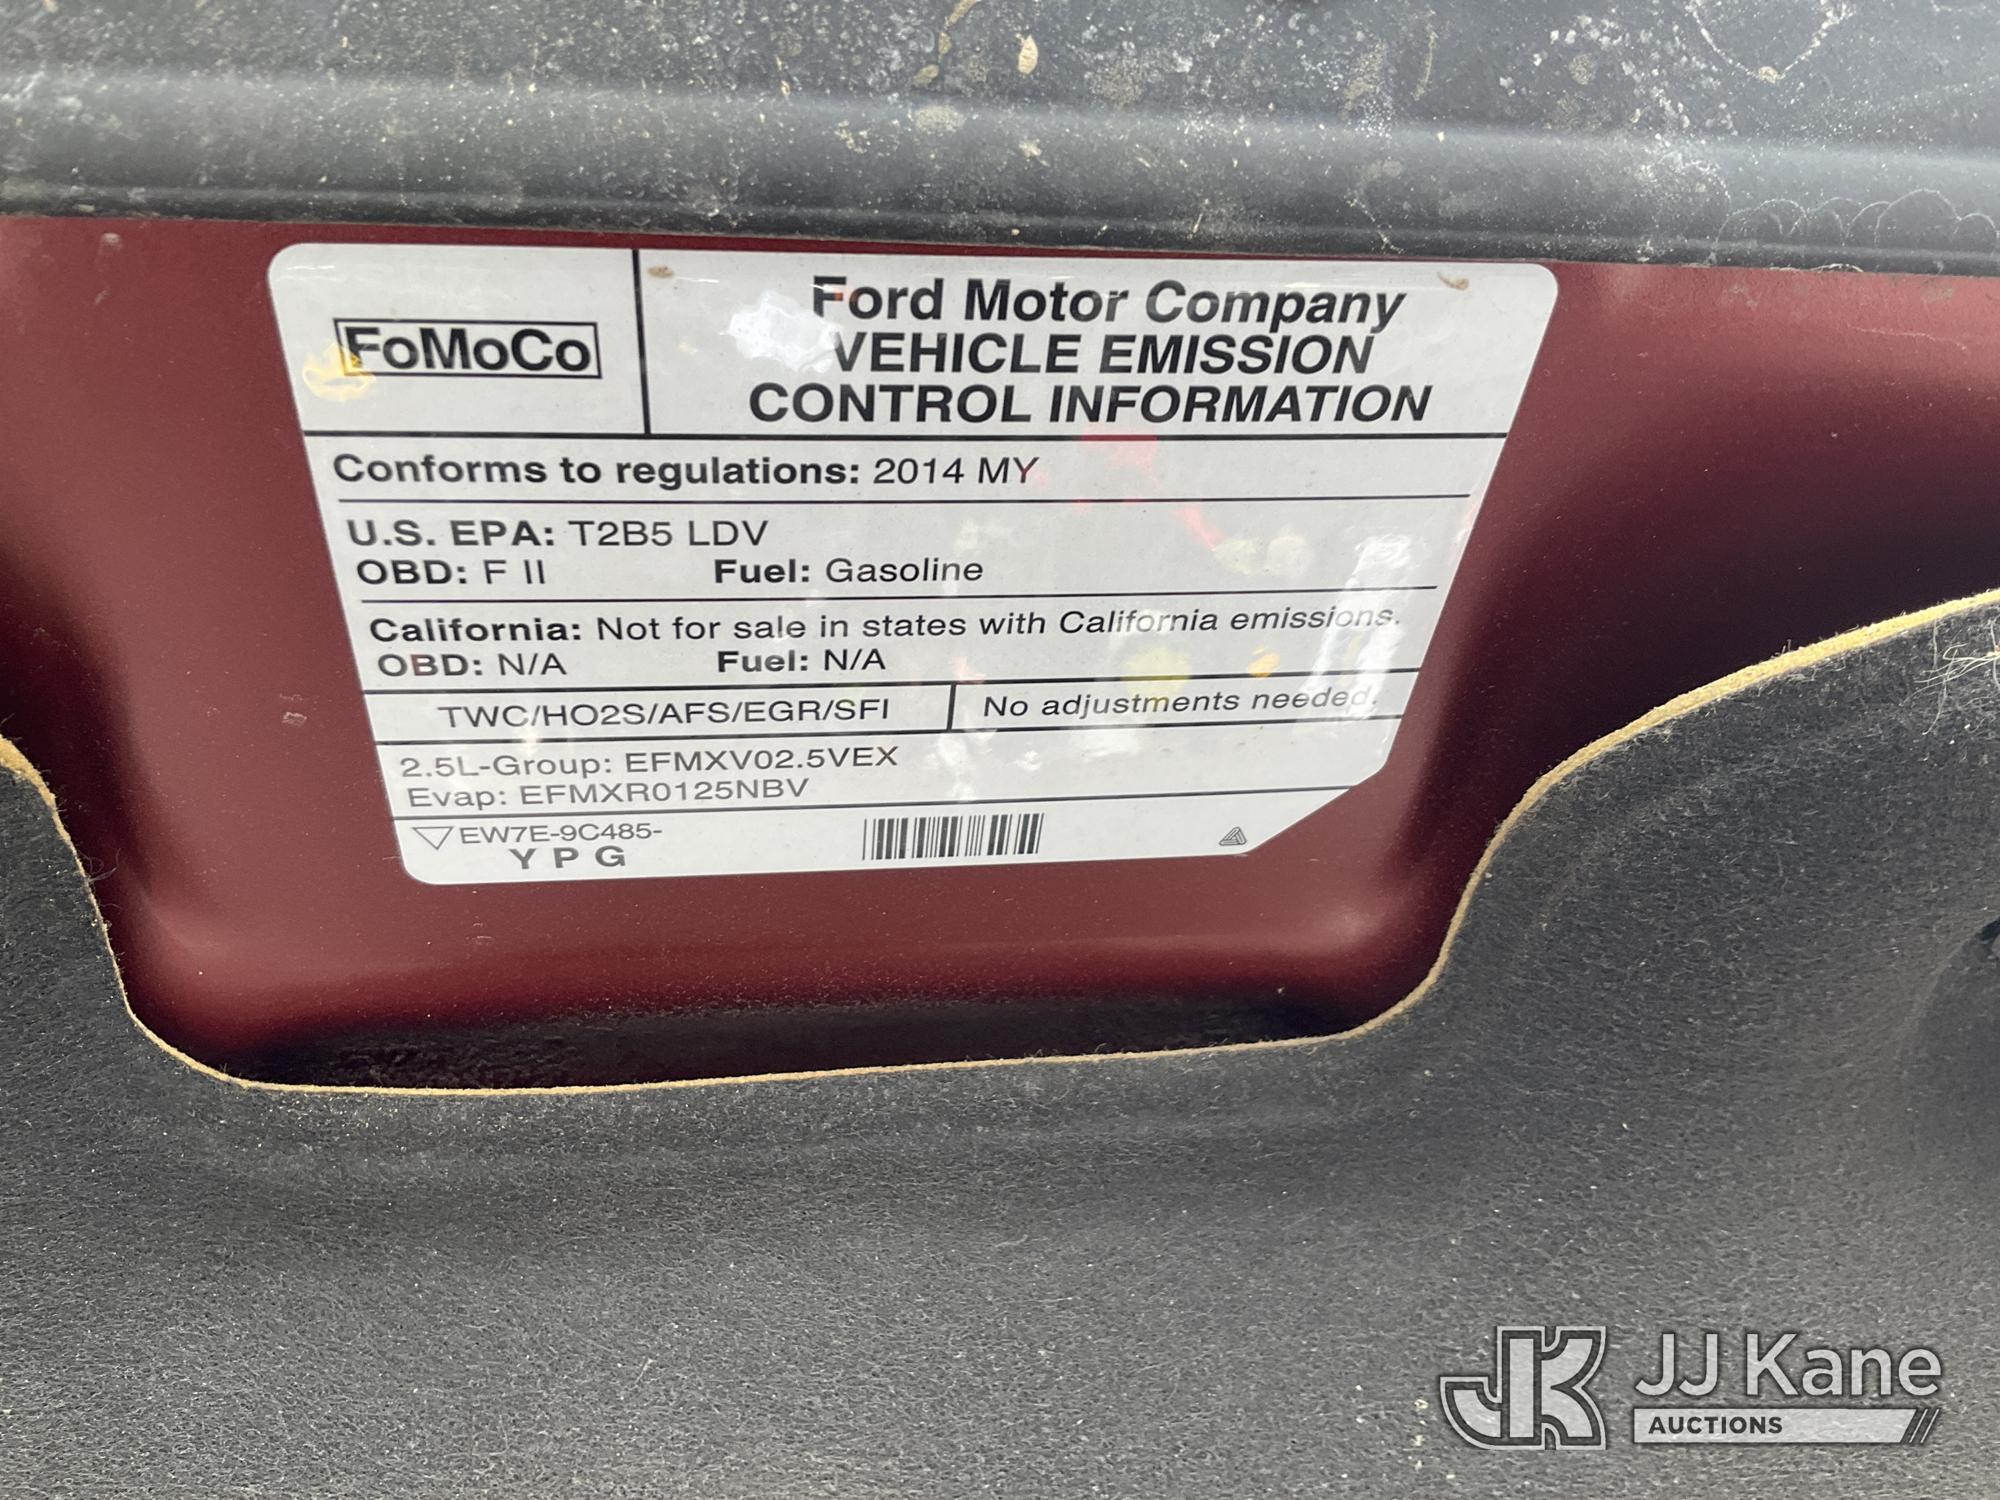 FoMoCo
Ford Motor Company
VEHICLE EMISSION
CONTROL INFORMATION
Conforms to regulations: 2014 MY
U.S. EPA: T2B5 LDV
OBD: F II Fuel: Gasoline
California: Not for sale in states with California emissions.
OBD: N/A Fuel: N/A
TWC/HO2S/AFS/EGR/SFI No adjustments needed.
2.5L-Group: EFMXV02.5VEX
Evap: EFMXR0125NBV
EW7E-9C485-
Y P G
JK JJ Kane
AUCTIONS